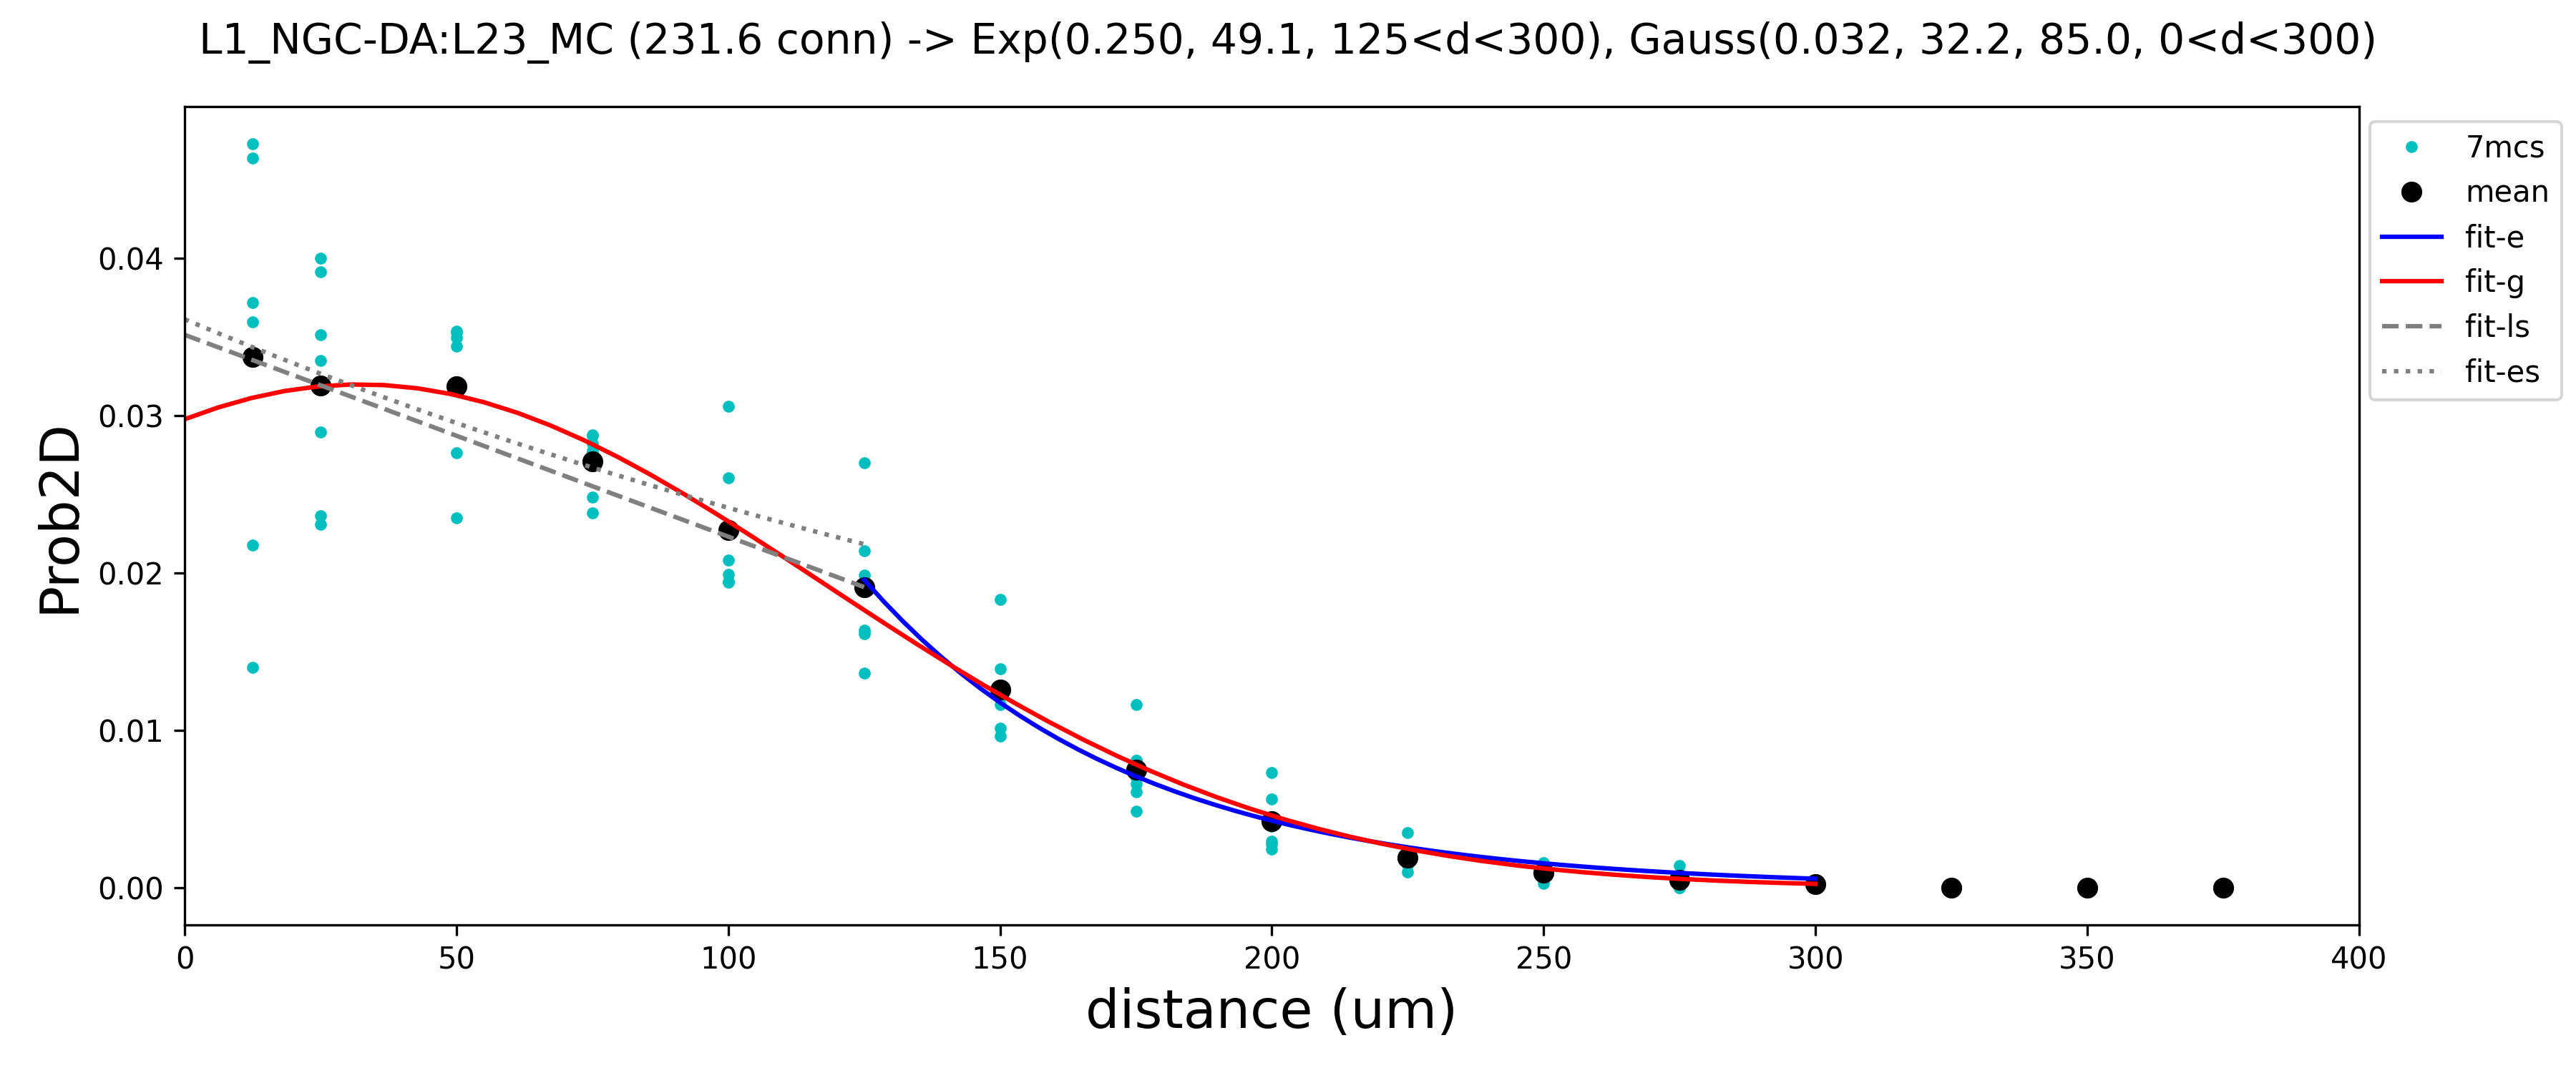 L1_NGC-DA:L23_MC (231.6 conn) -> Exp(0.250, 49.1, 125<d<300), Gauss(0.032, 32.2, 85.0, 0<d<300)
7mcs
mean
fit-e
fit-g
fit-ls
fit-es
Prob2D
0.04
0.03
0.02
0.01
0.00
0 50 100 150 200 250 300 350 400
distance (um)